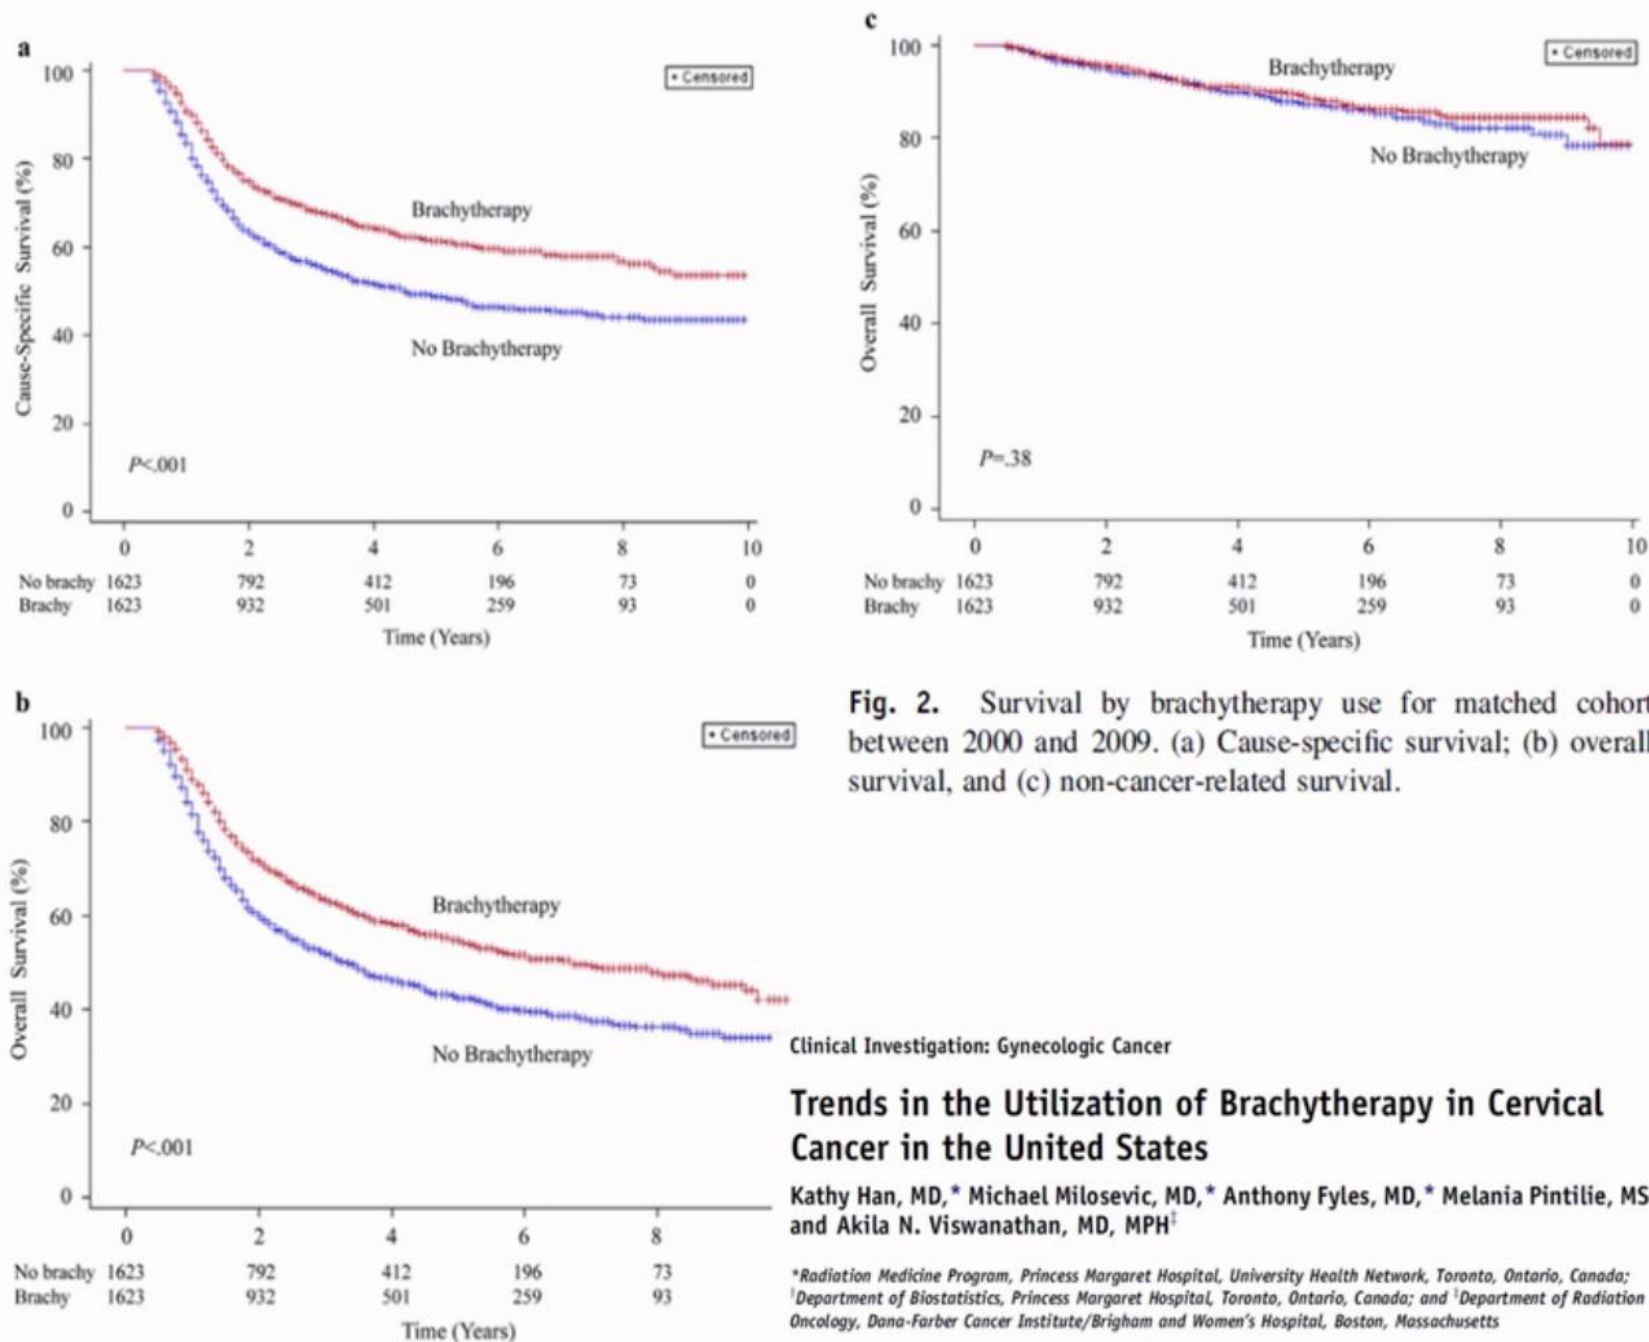 a
• Censored
100
80
60
40
20
0
Cause-Specific Survival (%)
Brachytherapy
No Brachytherapy
P<.001
0 2 4 6 8 10
No brachy 1623 792 412 196 73 0
Brachy 1623 932 501 259 93 0
Time (Years)
c
• Censored
100
80
60
40
20
0
Overall Survival (%)
Brachytherapy
No Brachytherapy
P=.38
0 2 4 6 8 10
No brachy 1623 792 412 196 73 0
Brachy 1623 932 501 259 93 0
Time (Years)
b
• Censored
100
80
60
40
20
0
Overall Survival (%)
Brachytherapy
No Brachytherapy
P<.001
0 2 4 6 8
No brachy 1623 792 412 196 73
Brachy 1623 932 501 259 93
Time (Years)
Fig. 2. Survival by brachytherapy use for matched cohort
between 2000 and 2009. (a) Cause-specific survival; (b) overall
survival, and (c) non-cancer-related survival.
Clinical Investigation: Gynecologic Cancer
Trends in the Utilization of Brachytherapy in Cervical
Cancer in the United States
Kathy Han, MD,* Michael Milosevic, MD,* Anthony Fyles, MD,* Melania Pintilie, MS
and Akila N. Viswanathan, MD, MPH‡
*Radiation Medicine Program, Princess Margaret Hospital, University Health Network, Toronto, Ontario, Canada;
Department of Biostatistics, Princess Margaret Hospital, Toronto, Ontario, Canada; and ‡Department of Radiation
Oncology, Dana-Farber Cancer Institute/Brigham and Women's Hospital, Boston, Massachusetts